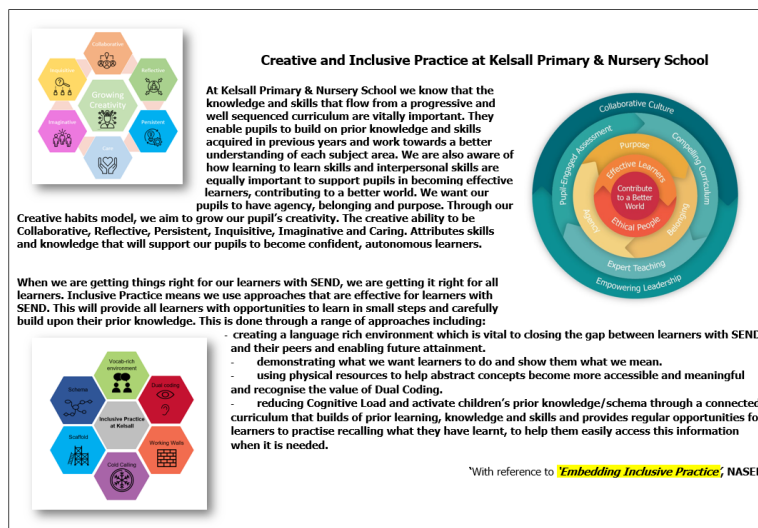 Creative and Inclusive Practice at Kelsall Primary & Nursery School
Collaborative
Inquisitive
Reflective
Growing
Creativity
Imaginative
Persistent
Care
At Kelsall Primary & Nursery School we know that the
knowledge and skills that flow from a progressive and
well sequenced curriculum are vitally important. They
enable pupils to build on prior knowledge and skills
acquired in previous years and work towards a better
understanding of each subject area. We are also aware of
how learning to learn skills and interpersonal skills are
equally important to support pupils in becoming effective
learners, contributing to a better world. We want our
pupils to have agency, belonging and purpose. Through our
Creative habits model, we aim to grow our pupil's creativity. The creative ability to be
Collaborative, Reflective, Persistent, Inquisitive, Imaginative and Caring. Attributes skills
and knowledge that will support our pupils to become confident, autonomous learners.
Collaborative Culture
Pupil-Engaged Assessment
Compelling Curriculum
Purpose
Effective Learners
Contribute
to a Better
World
Agency
Belonging
Ethical People
Expert Teaching
Empowering Leadership
When we are getting things right for our learners with SEND, we are getting it right for all
learners. Inclusive Practice means we use approaches that are effective for learners with
SEND. This will provide all learners with opportunities to learn in small steps and carefully
build upon their prior knowledge. This is done through a range of approaches including:
- creating a language rich environment which is vital to closing the gap between learners with SEND
and their peers and enabling future attainment.
- demonstrating what we want learners to do and show them what we mean.
- using physical resources to help abstract concepts become more accessible and meaningful
and recognise the value of Dual Coding.
- reducing Cognitive Load and activate children's prior knowledge/schema through a connected
curriculum that builds of prior learning, knowledge and skills and provides regular opportunities fo
learners to practise recalling what they have learnt, to help them easily access this information
when it is needed.
Vocab-rich
environment
Schema
Dual coding
Inclusive Practice
at Kelsall
Scaffold
Working Walls
Cold Calling
'With reference to 'Embedding Inclusive Practice', NASEN